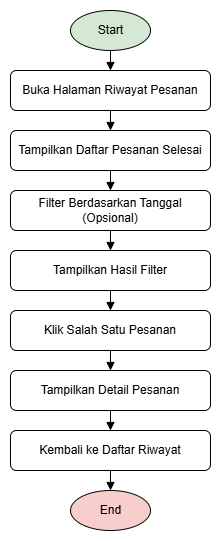 Start
Buka Halaman Riwayat Pesanan
Tampilkan Daftar Pesanan Selesai
Filter Berdasarkan Tanggal
(Opsional)
Tampilkan Hasil Filter
Klik Salah Satu Pesanan
Tampilkan Detail Pesanan
Kembali ke Daftar Riwayat
End